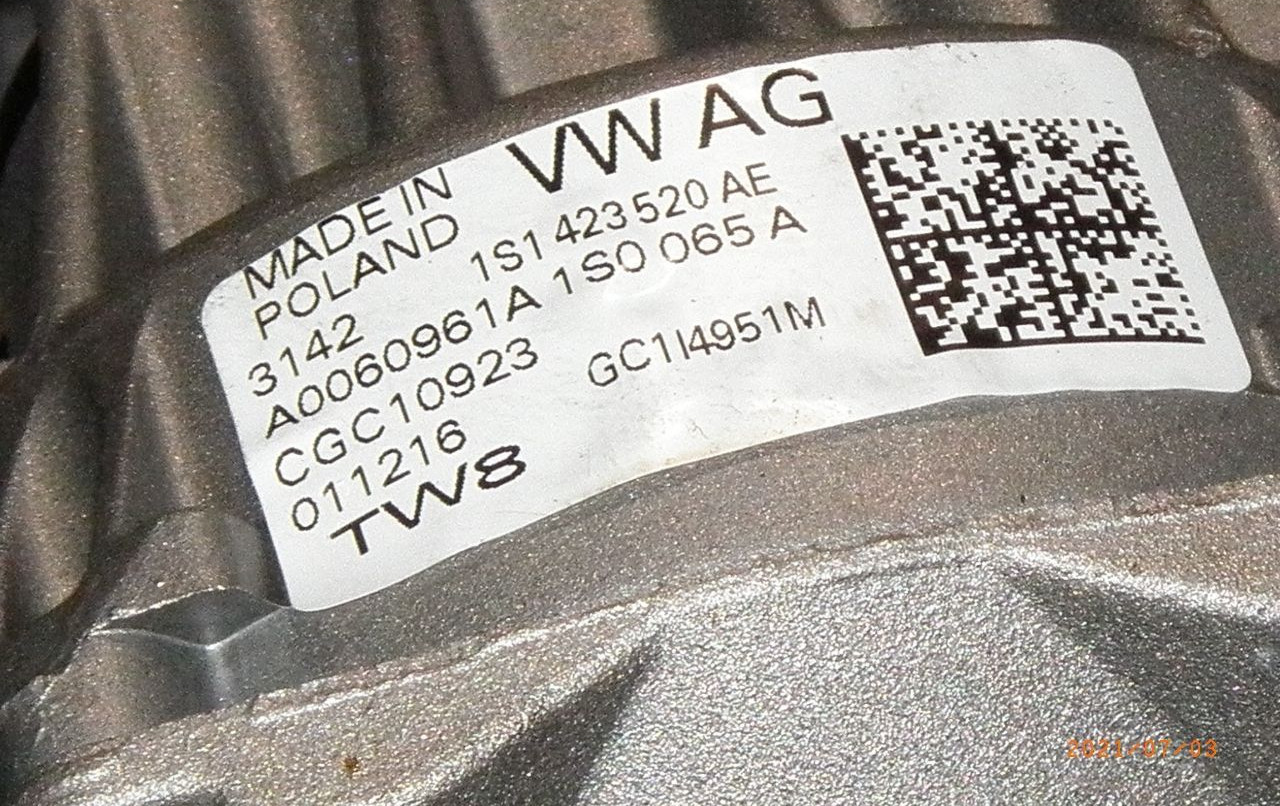 VW AG
MADE IN
POLAND
1S1 423 520 AE
3142
1S0 065 A
A0060961A
CGC10923
GC1I4951M
011216
TW8
2021/07/03